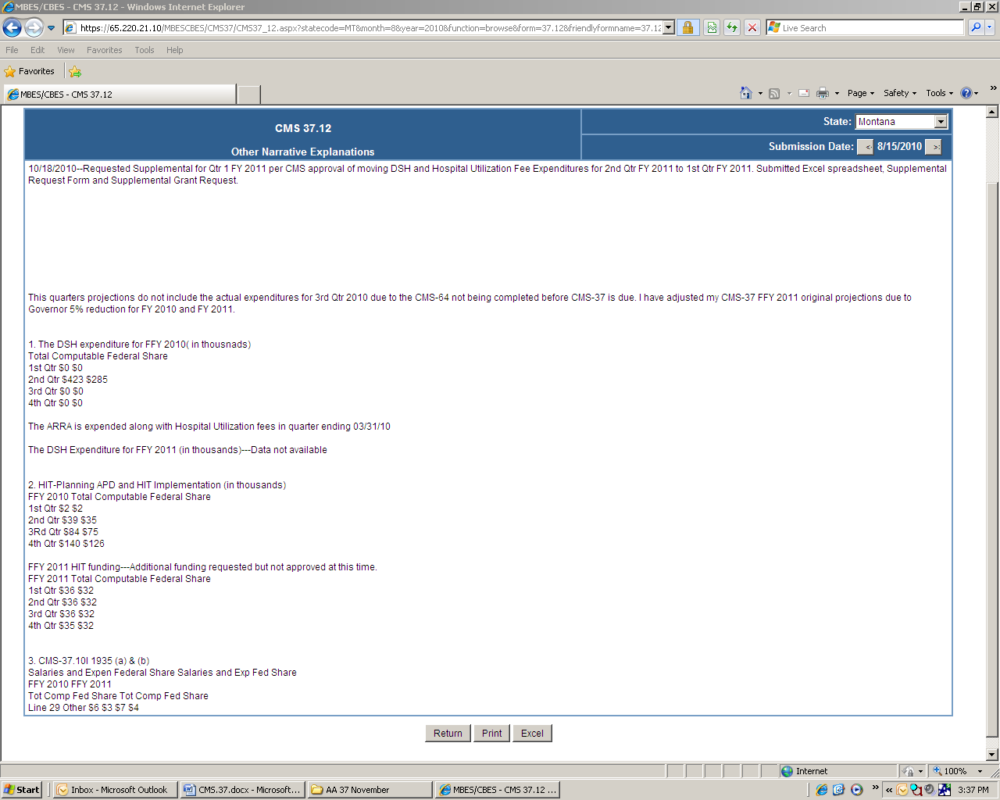 MBES/CBES - CMS 37.12 - Windows Internet Explorer
https://65.220.21.10/MBESCBES/CMS37/CMS37_12.aspx?statecode=MT&month=8&year=2010&function=browse&form=37.12&friendlyformname=37.12
Live Search
File Edit View Favorites Tools Help
Favorites
MBES/CBES - CMS 37.12
Page Safety Tools »
CMS 37.12
Other Narrative Explanations
State: Montana
Submission Date: <- 8/15/2010 >:
10/18/2010--Requested Supplemental for Qtr 1 FY 2011 per CMS approval of moving DSH and Hospital Utilization Fee Expenditures for 2nd Qtr FY 2011 to 1st Qtr FY 2011. Submitted Excel spreadsheet, Supplemental
Request Form and Supplemental Grant Request.
This quarters projections do not include the actual expenditures for 3rd Qtr 2010 due to the CMS-64 not being completed before CMS-37 is due. I have adjusted my CMS-37 FFY 2011 original projections due to
Governor 5% reduction for FY 2010 and FY 2011.
1. The DSH expenditure for FFY 2010( in thousnads)
Total Computable Federal Share
1st Qtr $0 $0
2nd Qtr $423 $285
3rd Qtr $0 $0
4th Qtr $0 $0
The ARRA is expended along with Hospital Utilization fees in quarter ending 03/31/10
The DSH Expenditure for FFY 2011 (in thousands)---Data not available
2. HIT-Planning APD and HIT Implementation (in thousands)
FFY 2010 Total Computable Federal Share
1st Qtr $2 $2
2nd Qtr $39 $35
3Rd Qtr $84 $75
4th Qtr $140 $126
FFY 2011 HIT funding---Additional funding requested but not approved at this time.
FFY 2011 Total Computable Federal Share
1st Qtr $36 $32
2nd Qtr $36 $32
3rd Qtr $36 $32
4th Qtr $35 $32
3. CMS-37.10I 1935 (a) & (b)
Salaries and Expen Federal Share Salaries and Exp Fed Share
FFY 2010 FFY 2011
Tot Comp Fed Share Tot Comp Fed Share
Line 29 Other $6 $3 $7 $4
Return Print Excel
Internet 100%
Start Inbox - Microsoft Outlook CMS.37.docx - Microsoft... AA 37 November MBES/CBES - CMS 37.12 ... » « 3:37 PM